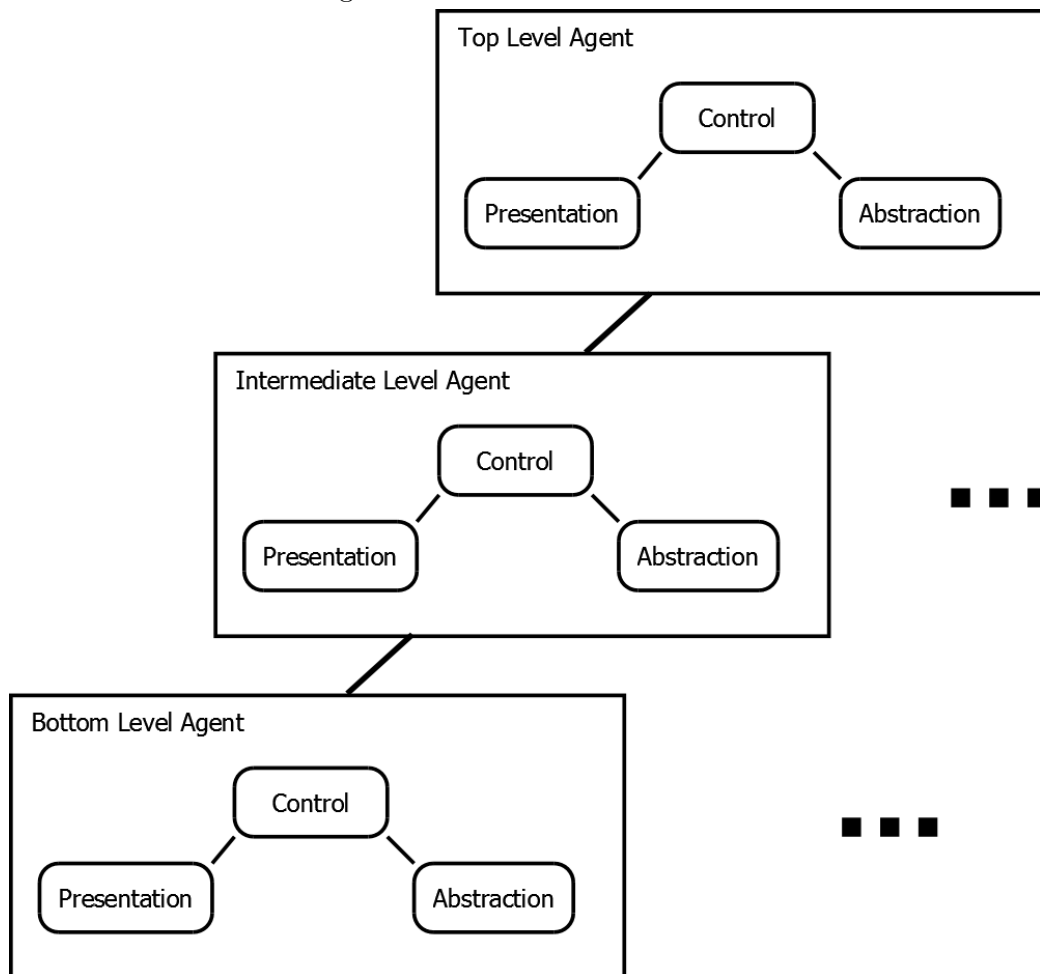 Top Level Agent
Control
Presentation
Abstraction
Intermediate Level Agent
Control
Presentation
Abstraction
Bottom Level Agent
Control
Presentation
Abstraction